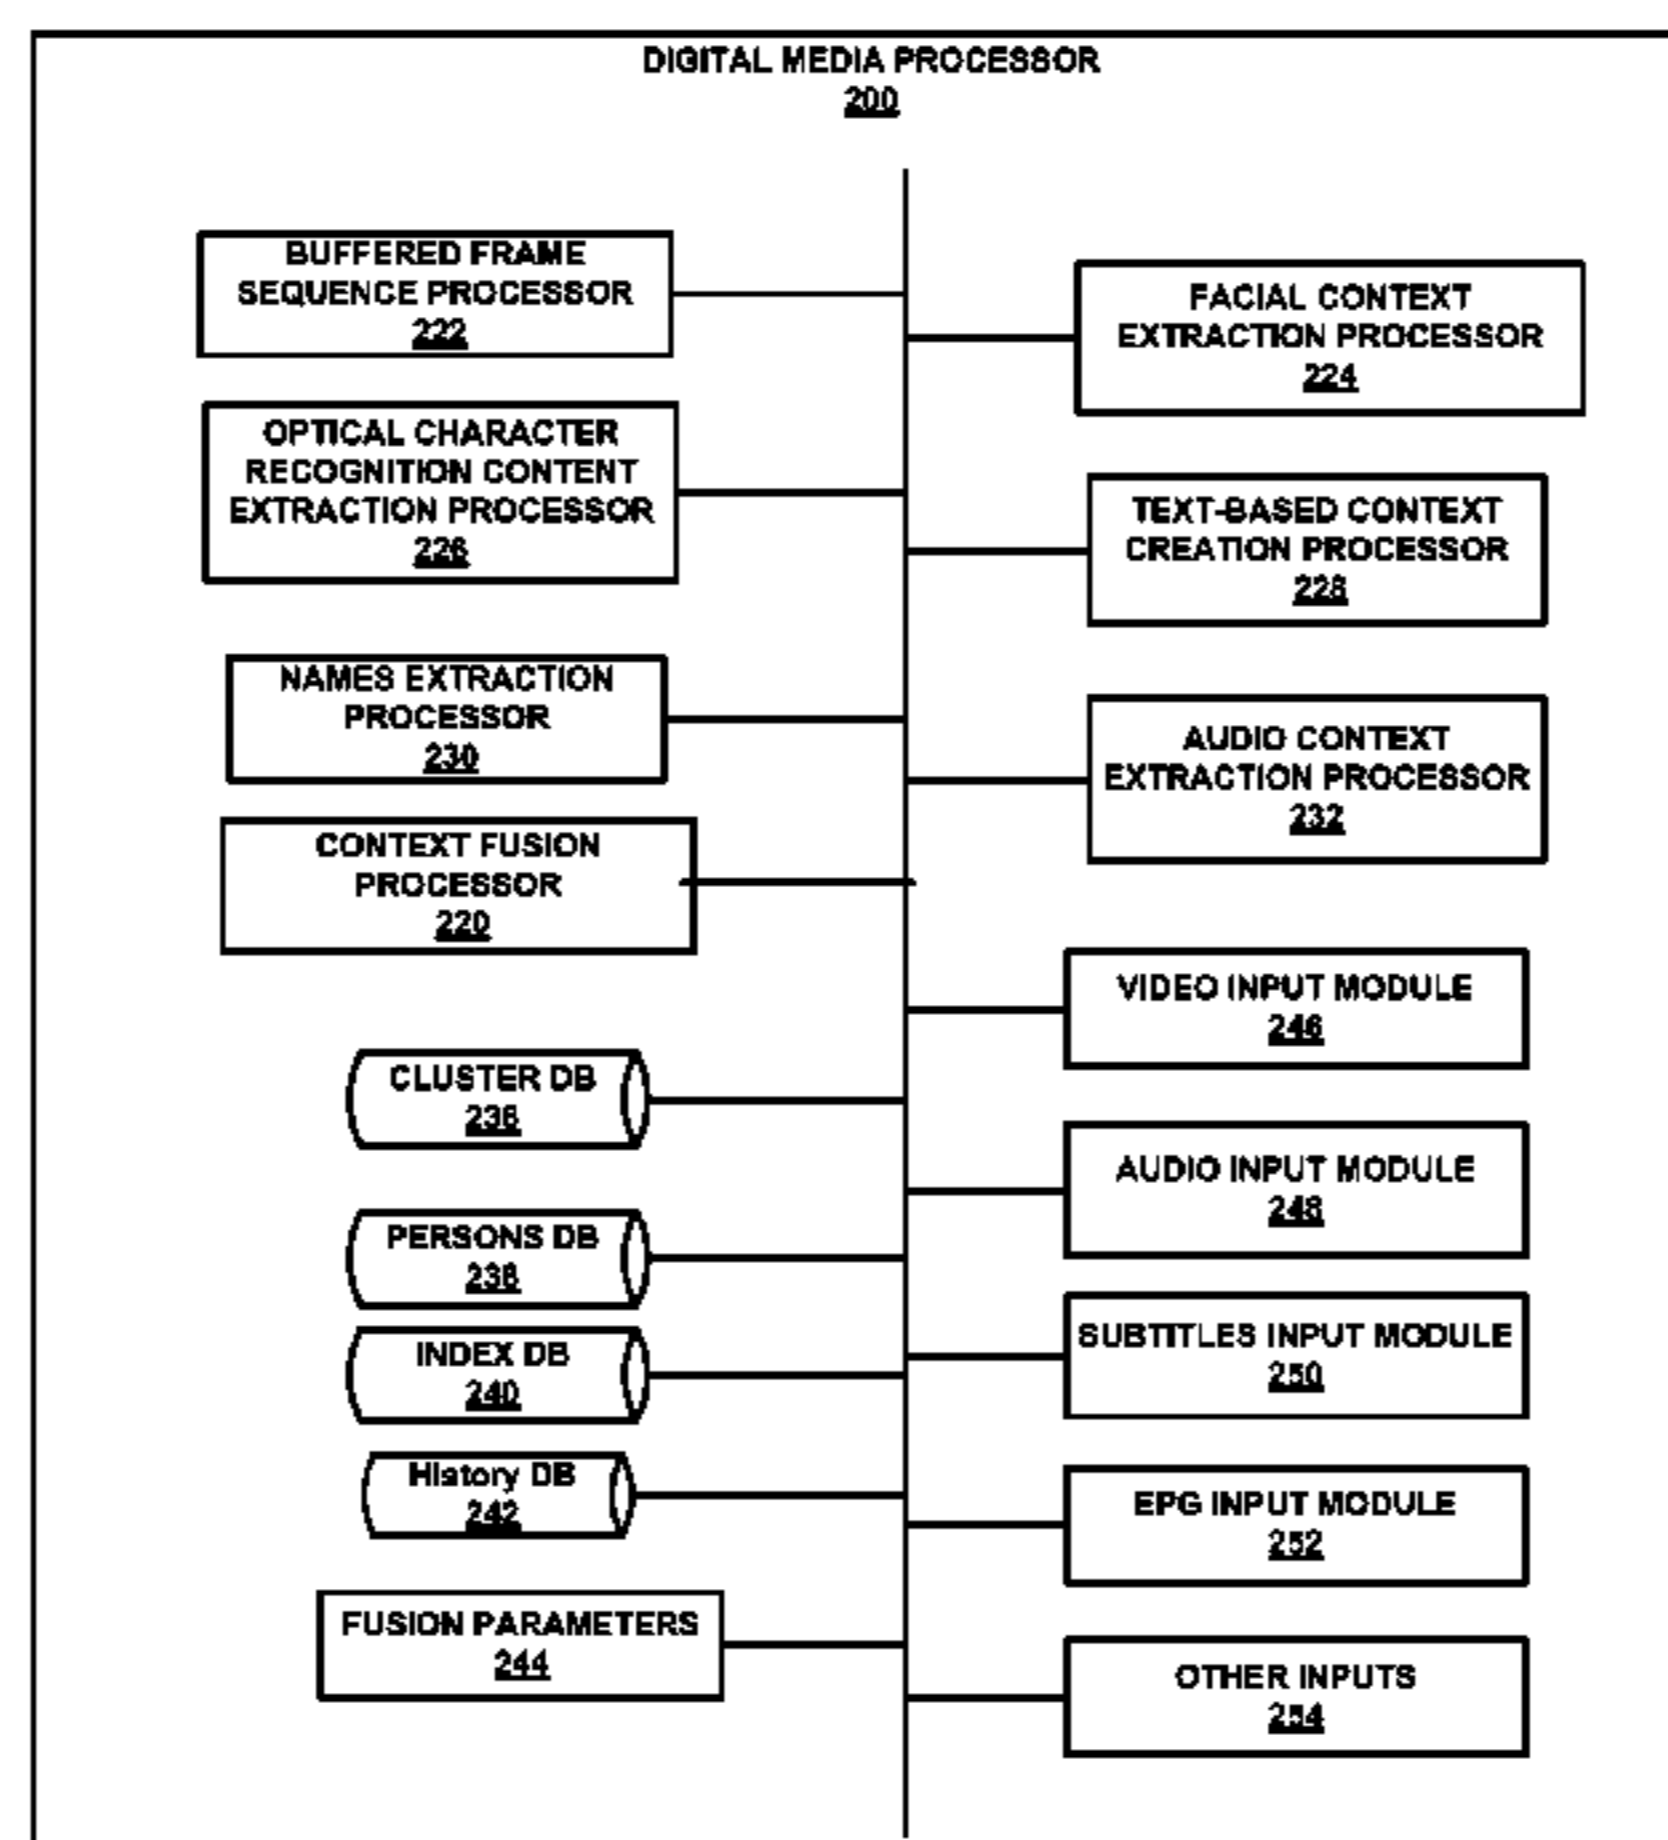 DIGITAL MEDIA PROCESSOR
200
BUFFERED FRAME
SEQUENCE PROCESSOR
222
FACIAL CONTEXT
EXTRACTION PROCESSOR
224
OPTICAL CHARACTER
RECOGNITION CONTENT
EXTRACTION PROCESSOR
226
TEXT-BASED CONTEXT
CREATION PROCESSOR
228
NAMES EXTRACTION
PROCESSOR
230
AUDIO CONTEXT
EXTRACTION PROCESSOR
232
CONTEXT FUSION
PROCESSOR
220
VIDEO INPUT MODULE
246
CLUSTER DB
236
AUDIO INPUT MODULE
248
PERSONS DB
238
SUBTITLES INPUT MODULE
250
INDEX DB
240
History DB
242
EPG INPUT MODULE
252
FUSION PARAMETERS
244
OTHER INPUTS
254